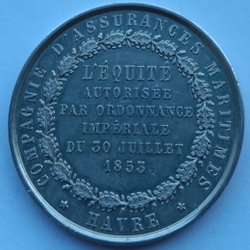 COMPAGNIE D'ASSURANCES MARITIMES
L'ÉQUITÉ
AUTORISÉE
PAR ORDONNANCE
IMPÉRIALE
DU 30 JUILLET
1853
* HAVRE *